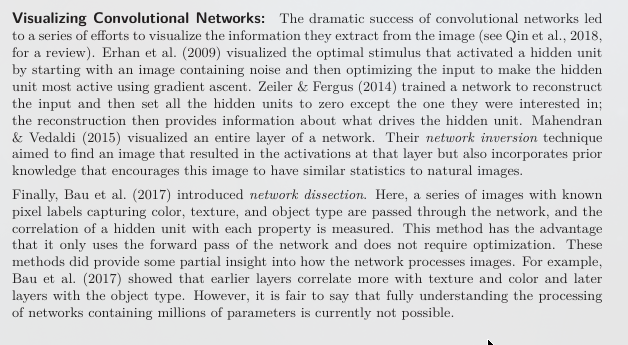 Visualizing Convolutional Networks: The dramatic success of convolutional networks led
to a series of efforts to visualize the information they extract from the image (see Qin et al., 2018,
for a review). Erhan et al. (2009) visualized the optimal stimulus that activated a hidden unit
by starting with an image containing noise and then optimizing the input to make the hidden
unit most active using gradient ascent. Zeiler & Fergus (2014) trained a network to reconstruct
the input and then set all the hidden units to zero except the one they were interested in;
the reconstruction then provides information about what drives the hidden unit. Mahendran
& Vedaldi (2015) visualized an entire layer of a network. Their network inversion technique
aimed to find an image that resulted in the activations at that layer but also incorporates prior
knowledge that encourages this image to have similar statistics to natural images.
Finally, Bau et al. (2017) introduced network dissection. Here, a series of images with known
pixel labels capturing color, texture, and object type are passed through the network, and the
correlation of a hidden unit with each property is measured. This method has the advantage
that it only uses the forward pass of the network and does not require optimization. These
methods did provide some partial insight into how the network processes images. For example,
Bau et al. (2017) showed that earlier layers correlate more with texture and color and later
layers with the object type. However, it is fair to say that fully understanding the processing
of networks containing millions of parameters is currently not possible.